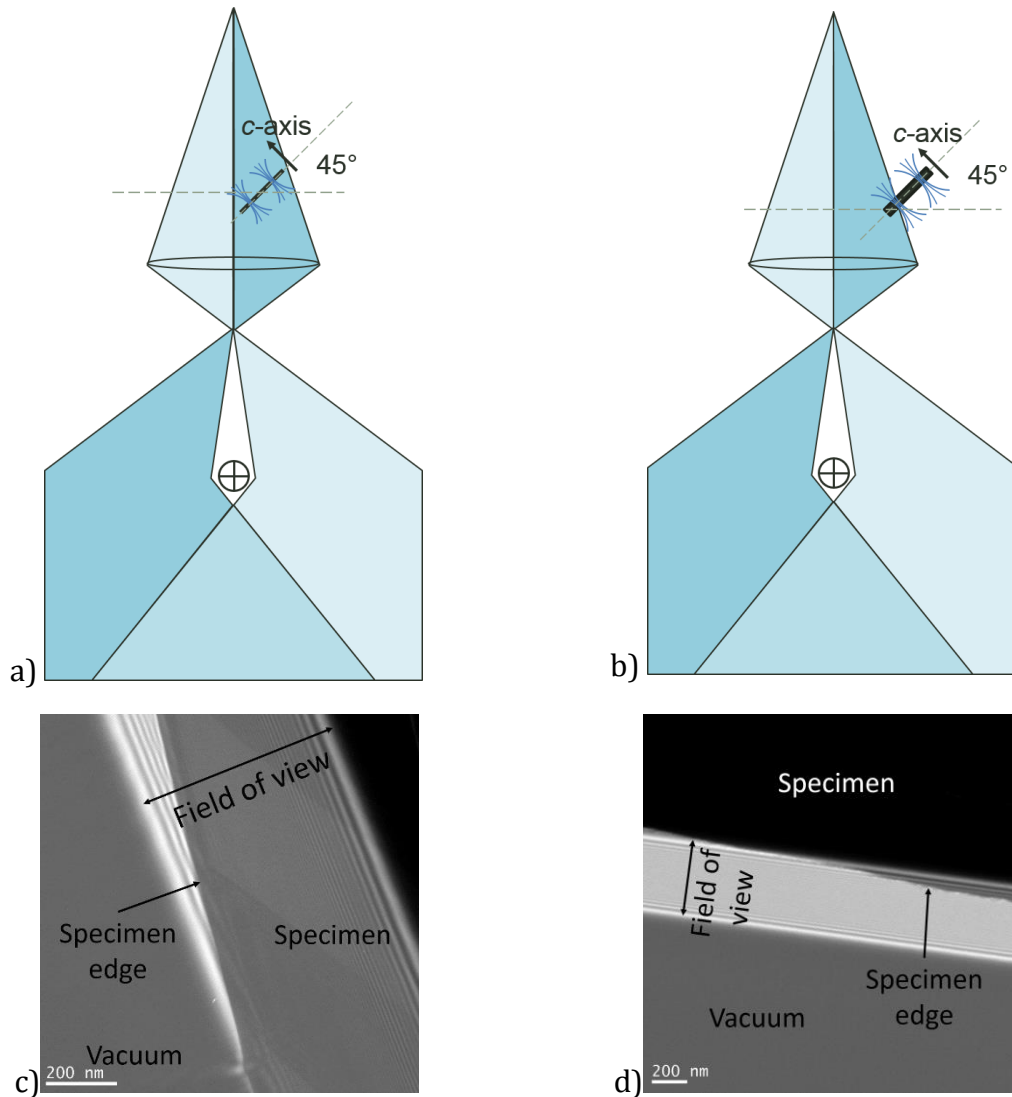 c-axis
45°
c-axis
45°
a)
b)
Field of view
Specimen
edge
Specimen
Vacuum
200 nm
c)
Specimen
Field of
view
Specimen
edge
Vacuum
200 nm
d)